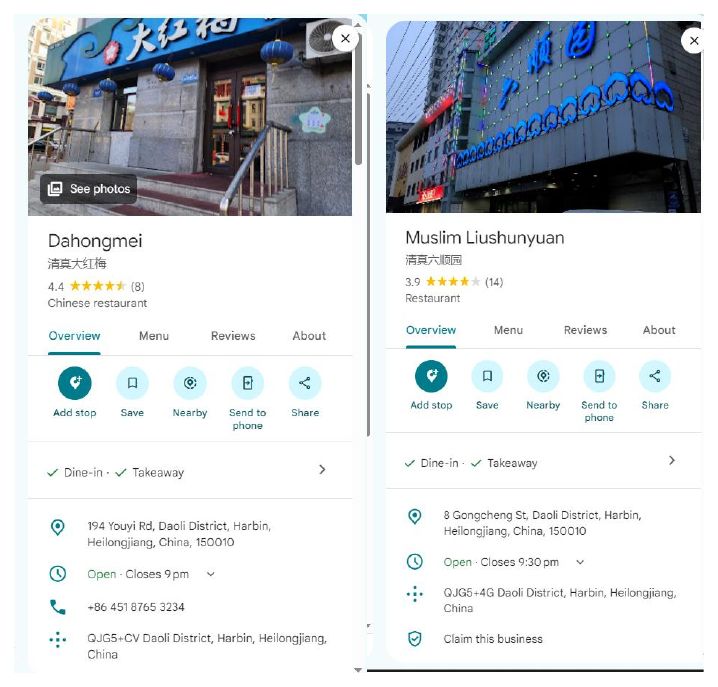 大红梅
See photos
Dahongmei
清真大红梅
4.4 (8)
Chinese restaurant
Overview Menu Reviews About
Add stop Save Nearby Send to phone Share
Dine-in · Takeaway
194 Youyi Rd, Daoli District, Harbin,
Heilongjiang, China, 150010
Open · Closes 9 pm
+86 451 8765 3234
QJG5+CV Daoli District, Harbin, Heilongjiang,
China
六顺园
Muslim Liushunyuan
清真六顺园
3.9 (14)
Restaurant
Overview Menu Reviews About
Add stop Save Nearby Send to phone Share
Dine-in · Takeaway
8 Gongcheng St, Daoli District, Harbin,
Heilongjiang, China, 150010
Open · Closes 9:30 pm
QJG5+4G Daoli District, Harbin, Heilongjiang,
China
Claim this business